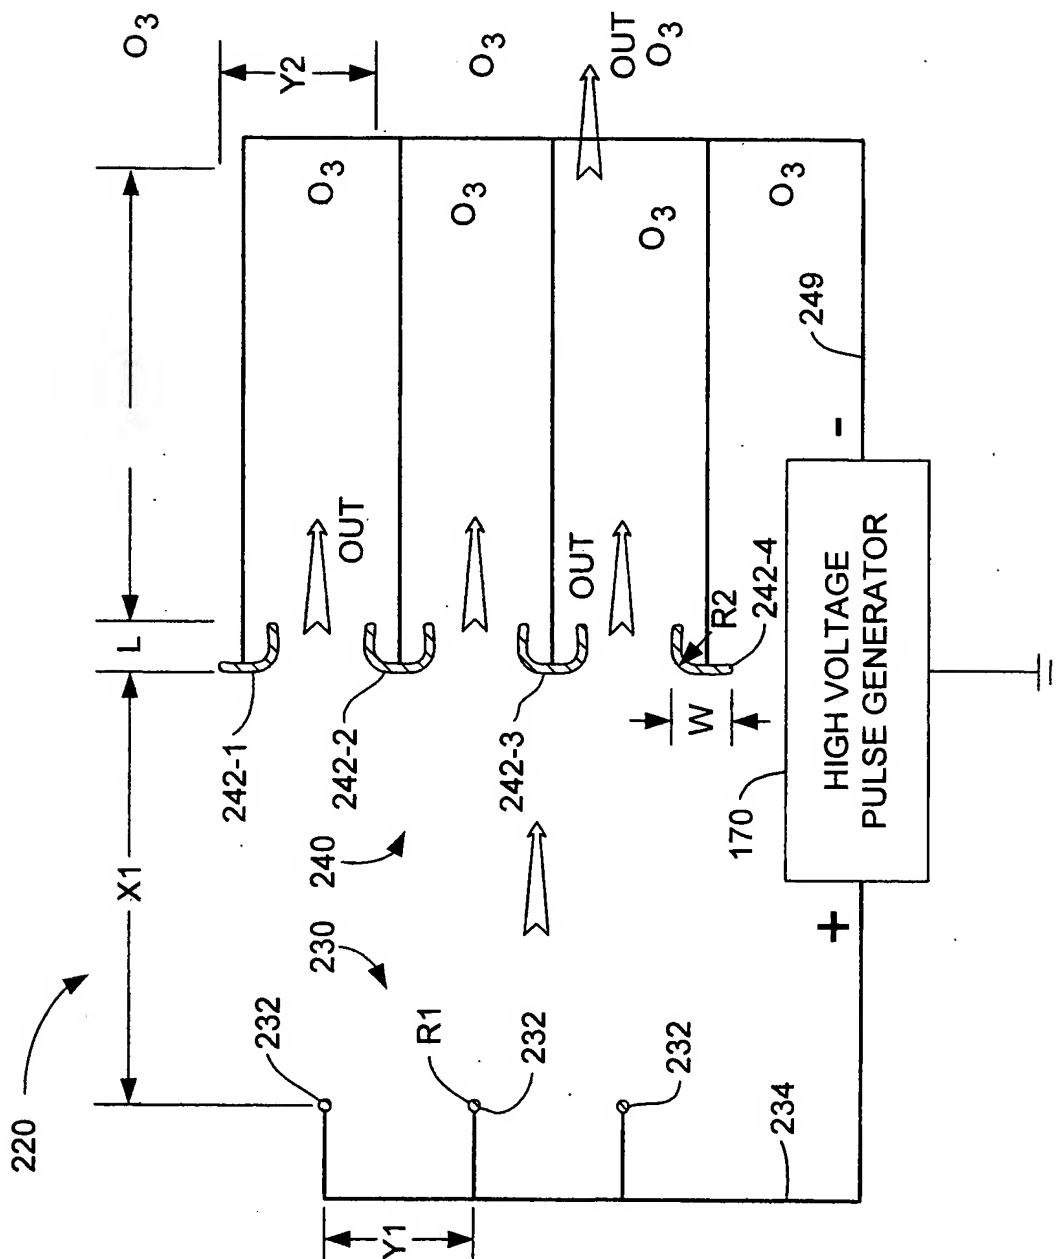 220
X1
L
Y2
O3
O3
O3
OUT
O3
O3
O3
O3
OUT
OUT
242-1
242-2
242-3
242-4
R2
W
240
230
232
R1
232
232
Y1
234
+
-
170
HIGH VOLTAGE
PULSE GENERATOR
249